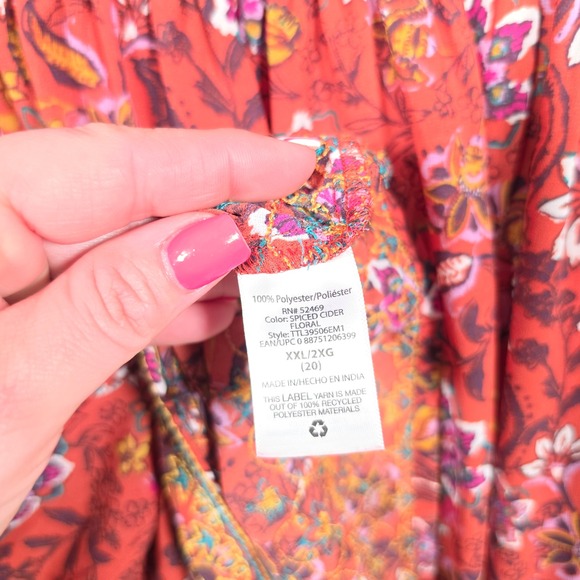 100% Polyester/Poliéster
RN# 52469
Color: SPICED CIDER
FLORAL
Style: TTL39506EM1
EAN/UPC 0 88751206399
XXL/2XG
(20)
MADE IN/HECHO EN INDIA
THIS LABEL YARN IS MADE
OUT OF 100% RECYCLED
POLYESTER MATERIALS